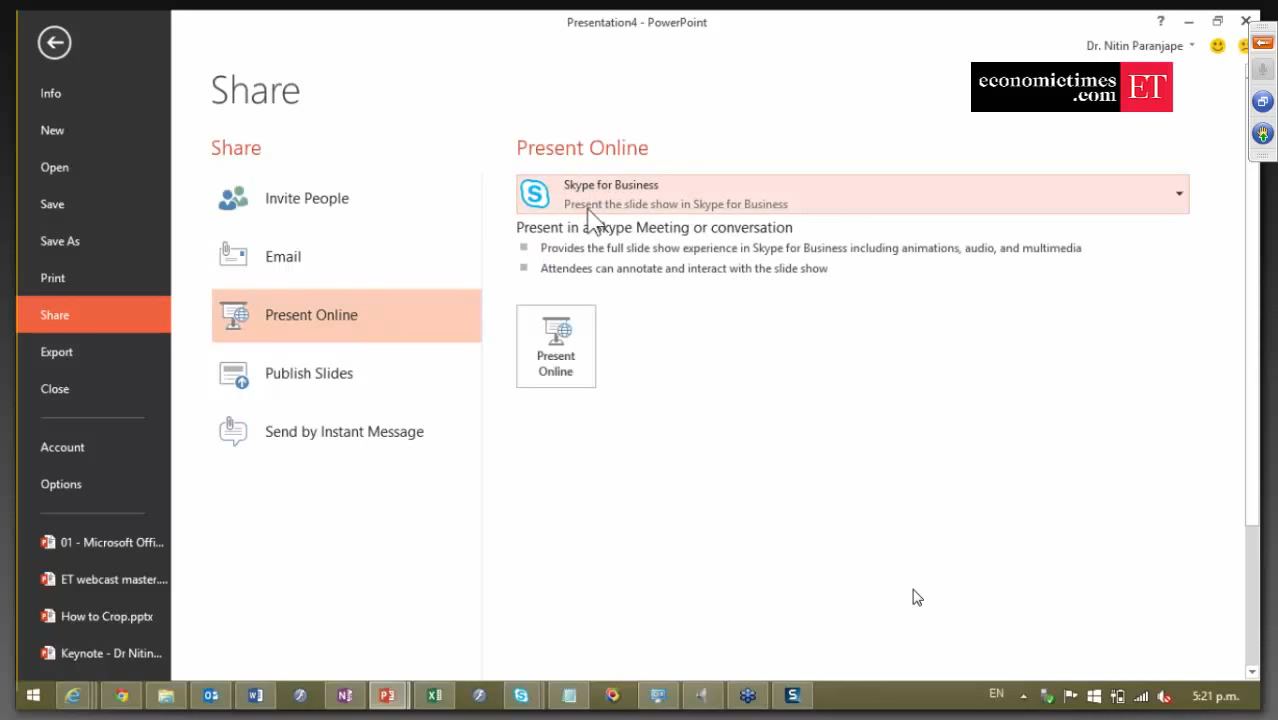 Presentation4 - PowerPoint
?
Dr. Nitin Paranjape
economictimes
.com
ET
Info
New
Open
Save
Save As
Print
Share
Export
Close
Account
Options
01 - Microsoft Offi...
ET webcast master....
How to Crop.pptx
Keynote - Dr Nitin...
Share
Share
Invite People
Email
Present Online
Publish Slides
Send by Instant Message
Present Online
Skype for Business
Present the slide show in Skype for Business
Present in a Skype Meeting or conversation
Provides the full slide show experience in Skype for Business including animations, audio, and multimedia
Attendees can annotate and interact with the slide show
Present
Online
EN
5:21 p.m.